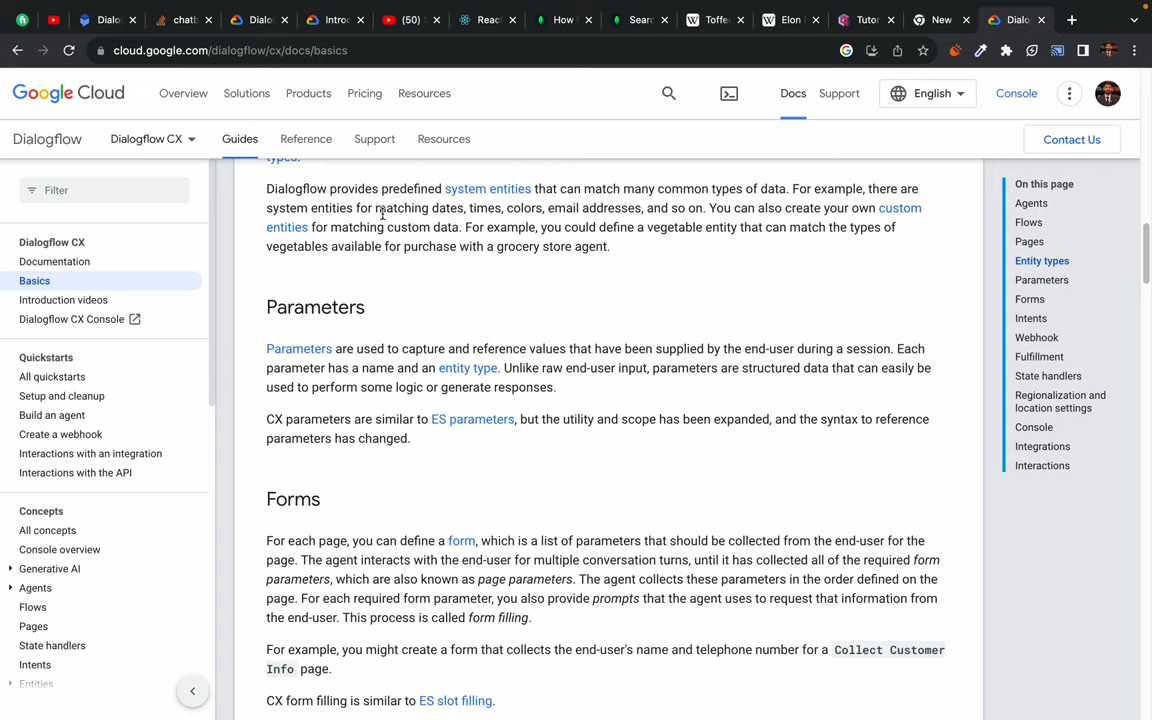 Dialo
chatb
Dialo
Introc
(50) T
React
How
Searc
Toffe
Elon
Tutor
New
Dialo
cloud.google.com/dialogflow/cx/docs/basics
Google Cloud
Overview
Solutions
Products
Pricing
Resources
Docs
Support
English
Console
Dialogflow
Dialogflow CX
Guides
Reference
Support
Resources
Contact Us
Filter
Dialogflow CX
Documentation
Basics
Introduction videos
Dialogflow CX Console
Quickstarts
All quickstarts
Setup and cleanup
Build an agent
Create a webhook
Interactions with an integration
Interactions with the API
Concepts
All concepts
Console overview
Generative AI
Agents
Flows
Pages
State handlers
Intents
Entities
types.
Dialogflow provides predefined system entities that can match many common types of data. For example, there are
system entities for matching dates, times, colors, email addresses, and so on. You can also create your own custom
entities for matching custom data. For example, you could define a vegetable entity that can match the types of
vegetables available for purchase with a grocery store agent.
Parameters
Parameters are used to capture and reference values that have been supplied by the end-user during a session. Each
parameter has a name and an entity type. Unlike raw end-user input, parameters are structured data that can easily be
used to perform some logic or generate responses.
CX parameters are similar to ES parameters, but the utility and scope has been expanded, and the syntax to reference
parameters has changed.
Forms
For each page, you can define a form, which is a list of parameters that should be collected from the end-user for the
page. The agent interacts with the end-user for multiple conversation turns, until it has collected all of the required form
parameters, which are also known as page parameters. The agent collects these parameters in the order defined on the
page. For each required form parameter, you also provide prompts that the agent uses to request that information from
the end-user. This process is called form filling.
For example, you might create a form that collects the end-user's name and telephone number for a Collect Customer
Info page.
CX form filling is similar to ES slot filling.
On this page
Agents
Flows
Pages
Entity types
Parameters
Forms
Intents
Webhook
Fulfillment
State handlers
Regionalization and
location settings
Console
Integrations
Interactions